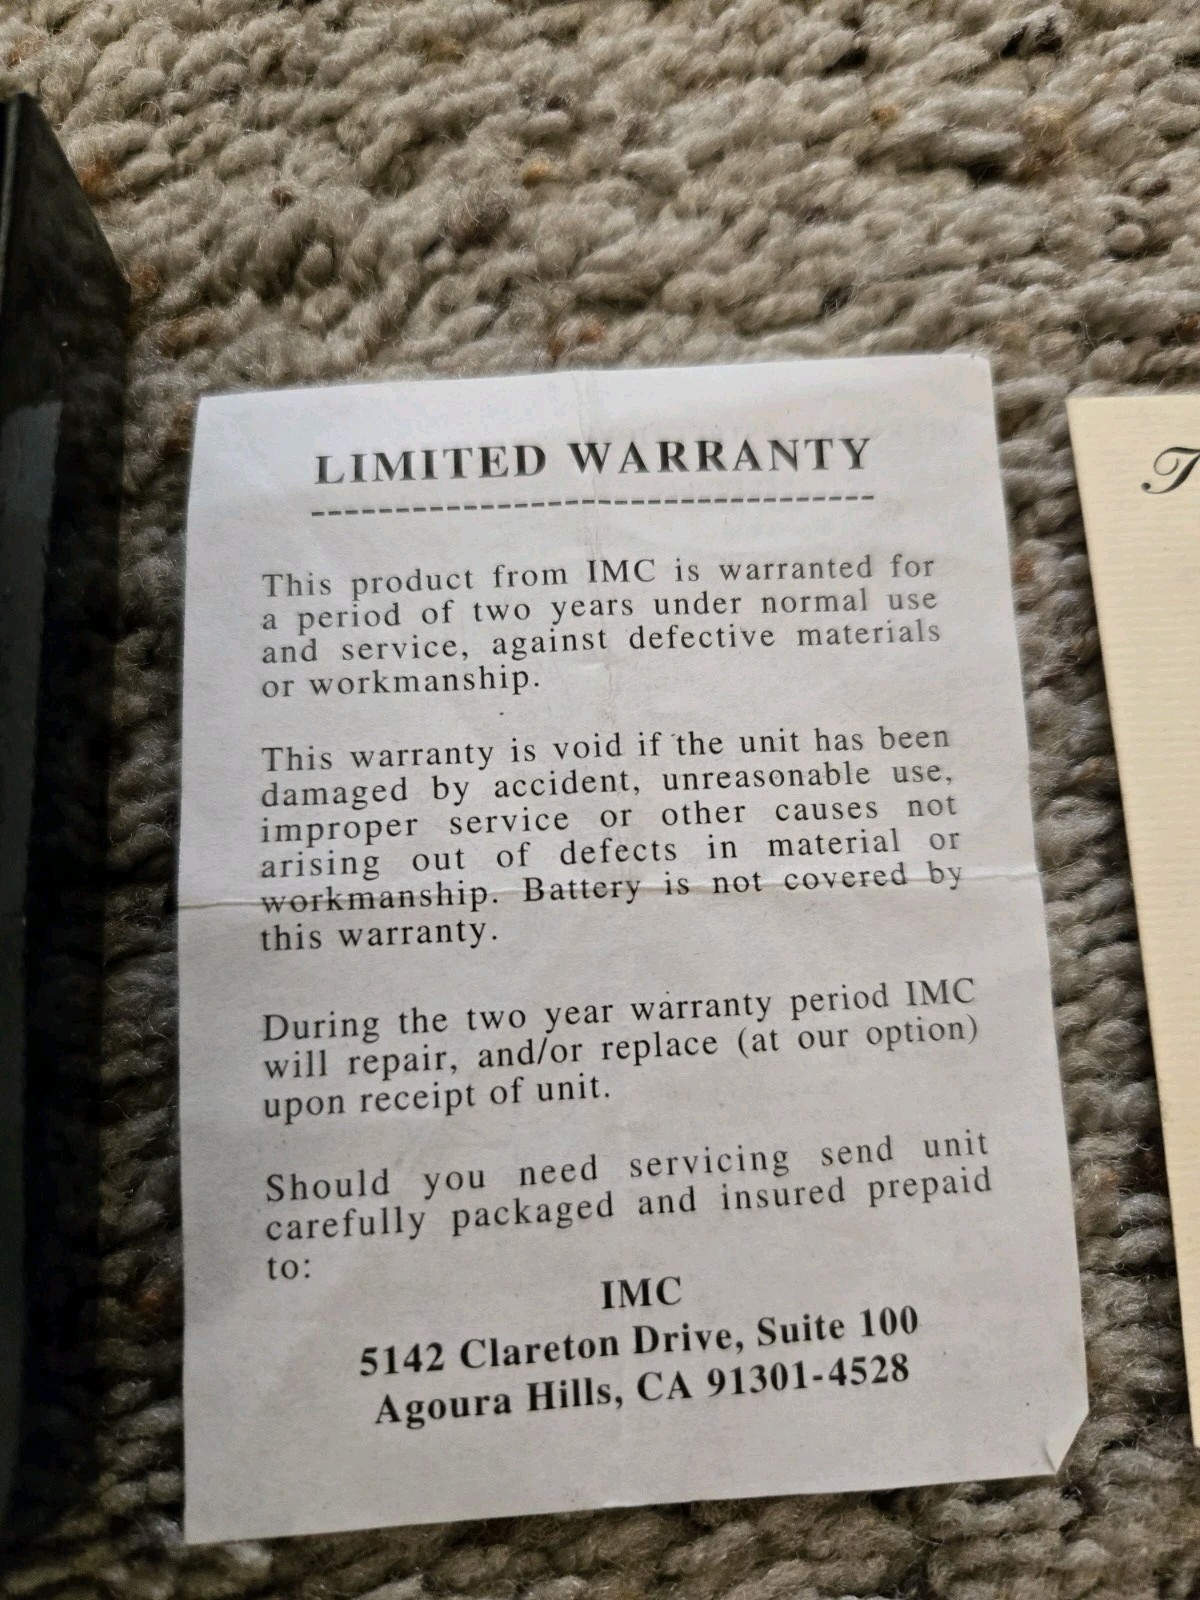 LIMITED WARRANTY
----------------------------------
This product from IMC is warranted for
a period of two years under normal use
and service, against defective materials
or workmanship.
This warranty is void if the unit has been
damaged by accident, unreasonable use,
improper service or other causes not
arising out of defects in material or
workmanship. Battery is not covered by
this warranty.
During the two year warranty period IMC
will repair, and/or replace (at our option)
upon receipt of unit.
Should you need servicing send unit
carefully packaged and insured prepaid
to:
IMC
5142 Clareton Drive, Suite 100
Agoura Hills, CA 91301-4528